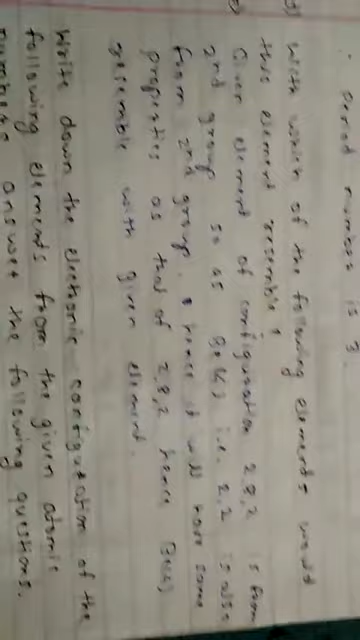 period number is 3.
with which of the following elements would
this element resemble?
Given element of configuration 2,8,2 is from
2nd group so as Be(4) i.e. 2,2 is also
from 2nd group. hence it will have same
properties as that of 2,8,2 hence Be(4)
resemble with given element.
Write down the electronic configuration of the
following elements from the given atomic
numbers answer the following questions.